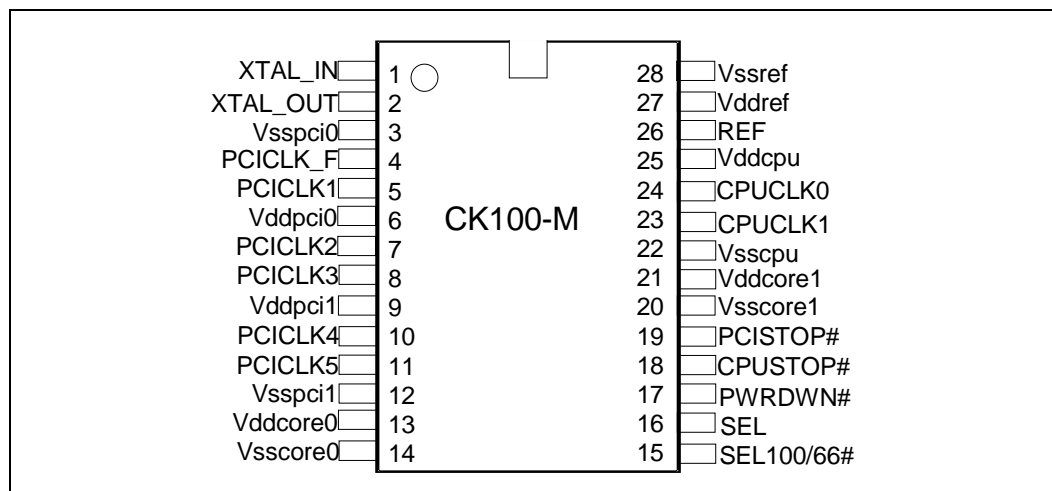 XTAL_IN 1 28 Vssref
XTAL_OUT 2 27 Vddref
Vsspci0 3 26 REF
PCICLK_F 4 25 Vddcpu
PCICLK1 5 24 CPUCLK0
Vddpci0 6 CK100-M 23 CPUCLK1
PCICLK2 7 22 Vsscpu
PCICLK3 8 21 Vddcore1
Vddpci1 9 20 Vsscore1
PCICLK4 10 19 PCISTOP#
PCICLK5 11 18 CPUSTOP#
Vsspci1 12 17 PWRDWN#
Vddcore0 13 16 SEL
Vsscore0 14 15 SEL100/66#